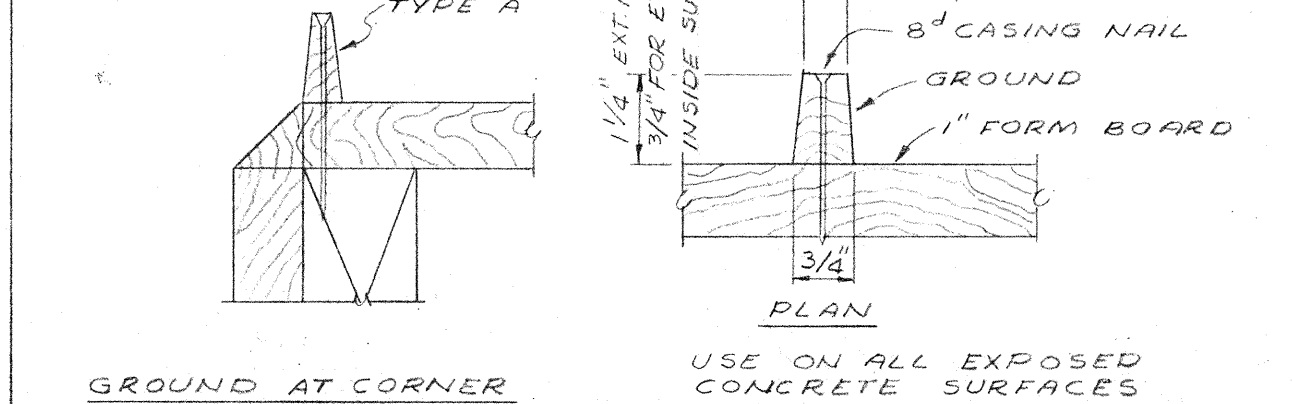 TYPE A
GROUND AT CORNER
1 1/4" EXT.
3/4" FOR
INSIDE
8d CASING NAIL
GROUND
1" FORM BOARD
3/4"
PLAN
USE ON ALL EXPOSED
CONCRETE SURFACES